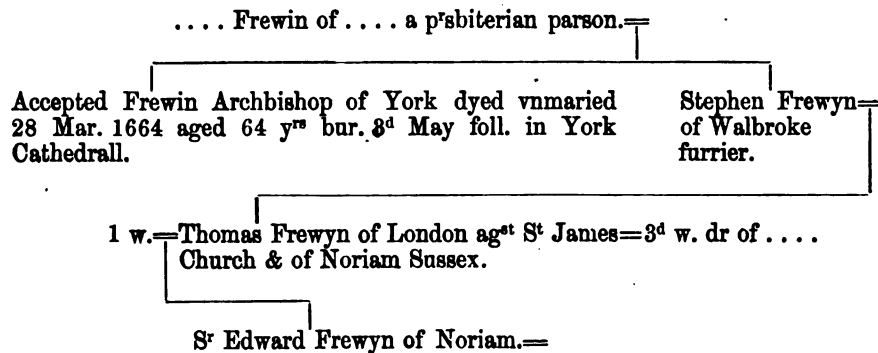 . . . . Frewin of . . . . a pʳsbiterian parson.=
Accepted Frewin Archbishop of York dyed vnmaried
28 Mar. 1664 aged 64 yʳˢ bur. 3ᵈ May foll. in York
Cathedrall.
Stephen Frewyn=
of Walbroke
furrier.
1 w.=Thomas Frewyn of London agˢᵗ Sᵗ James=3ᵈ w. dr of . . . .
Church & of Noriam Sussex.
Sʳ Edward Frewyn of Noriam.=